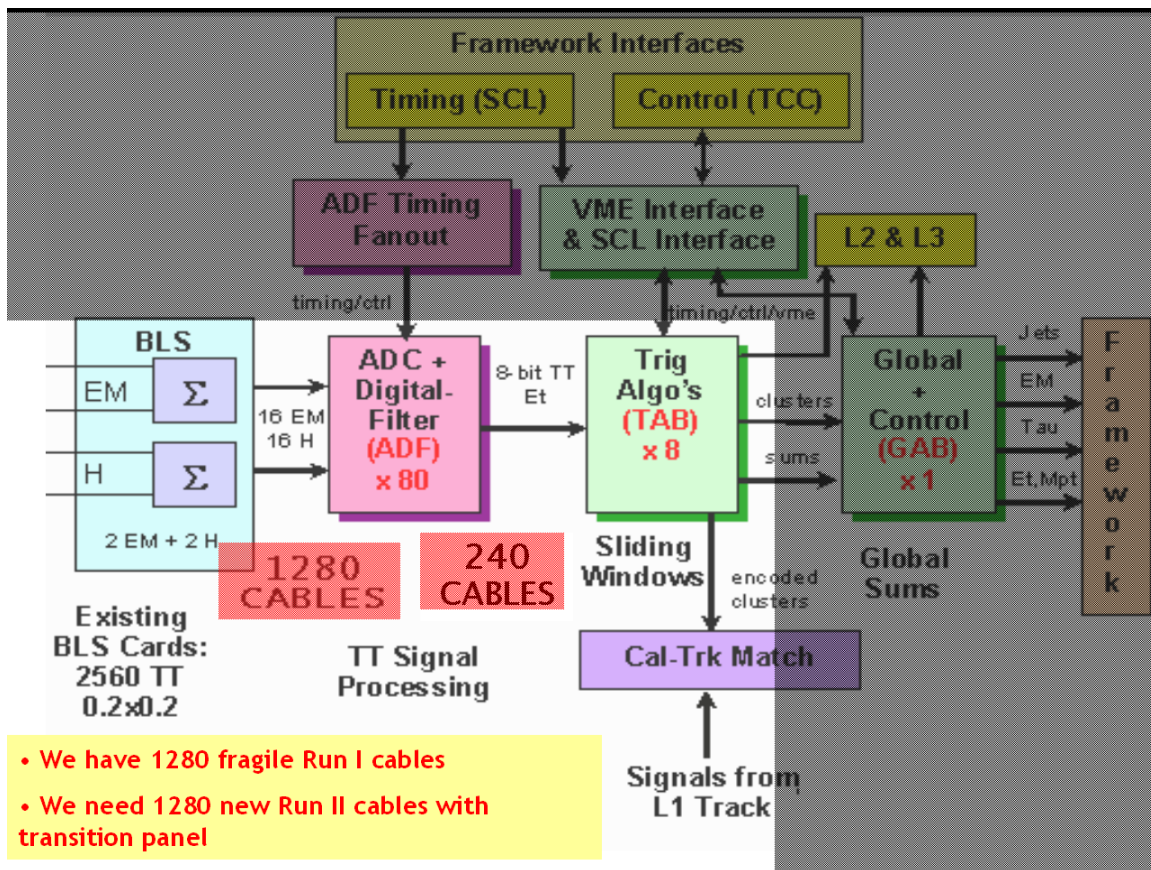 Framework Interfaces
Timing (SCL)
Control (TCC)
ADF Timing
Fanout
VME Interface
& SCL Interface
L2 & L3
timing/ctrl
timing/ctrl/vme
BLS
EM
Σ
H
Σ
2 EM + 2 H
16 EM
16 H
ADC +
Digital-
Filter
(ADF)
x 80
8-bit TT
Et
Trig
Algo's
(TAB)
x 8
clusters
sums
Global
+
Control
(GAB)
x 1
Jets
EM
Tau
Et,Mpt
Framework
1280
CABLES
240
CABLES
Sliding
Windows
encoded
clusters
Global
Sums
Existing
BLS Cards:
2560 TT
0.2x0.2
TT Signal
Processing
Cal-Trk Match
Signals from
L1 Track
• We have 1280 fragile Run I cables
• We need 1280 new Run II cables with
transition panel